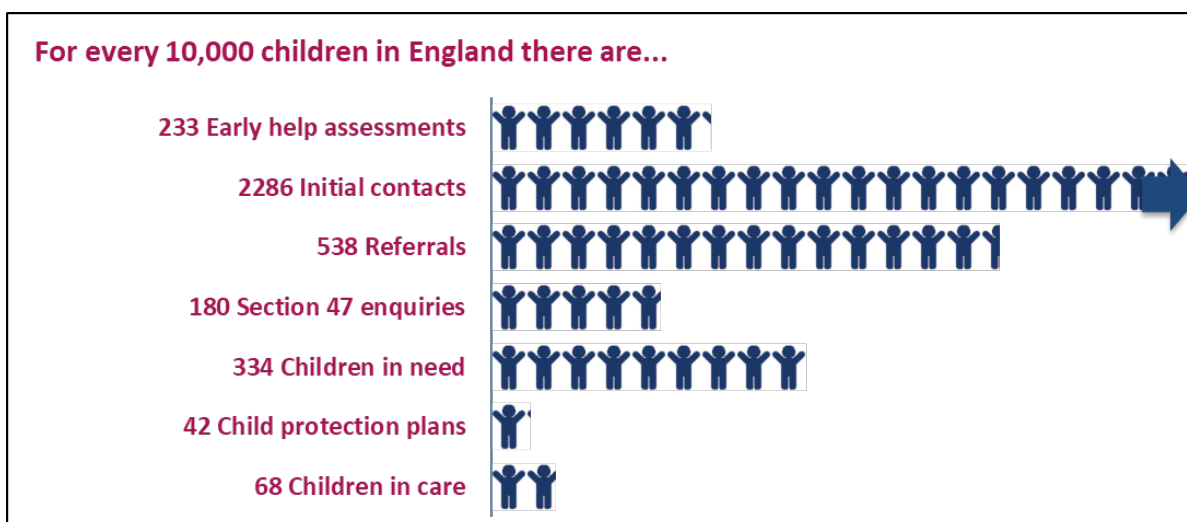 For every 10,000 children in England there are...
233 Early help assessments
2286 Initial contacts
538 Referrals
180 Section 47 enquiries
334 Children in need
42 Child protection plans
68 Children in care